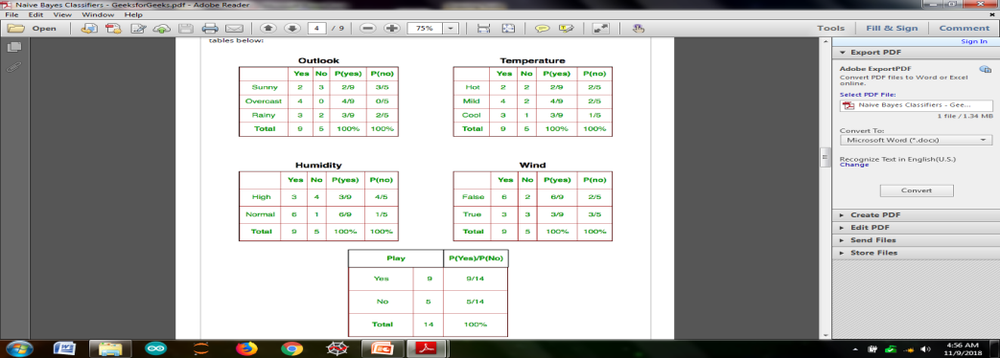 Naive Bayes Classifiers - GeeksforGeeks.pdf - Adobe Reader
File Edit View Window Help
Open 4 / 9 75% Tools Fill & Sign Comment
Sign In
tables below:
Outlook
Yes No P(yes) P(no)
Sunny 2 3 2/9 3/5
Overcast 4 0 4/9 0/5
Rainy 3 2 3/9 2/5
Total 9 5 100% 100%
Temperature
Yes No P(yes) P(no)
Hot 2 2 2/9 2/5
Mild 4 2 4/9 2/5
Cool 3 1 3/9 1/5
Total 9 5 100% 100%
Humidity
Yes No P(yes) P(no)
High 3 4 3/9 4/5
Normal 6 1 6/9 1/5
Total 9 5 100% 100%
Wind
Yes No P(yes) P(no)
False 6 2 6/9 2/5
True 3 3 3/9 3/5
Total 9 5 100% 100%
Play P(Yes)/P(No)
Yes 9 9/14
No 5 5/14
Total 14 100%
Export PDF
Adobe ExportPDF
Convert PDF files to Word or Excel
online.
Select PDF File:
Naive Bayes Classifiers - Gee...
1 file / 1.34 MB
Convert To:
Microsoft Word (*.docx)
Recognize Text in English(U.S.)
Change
Convert
Create PDF
Edit PDF
Send Files
Store Files
4:56 AM
11/9/2018